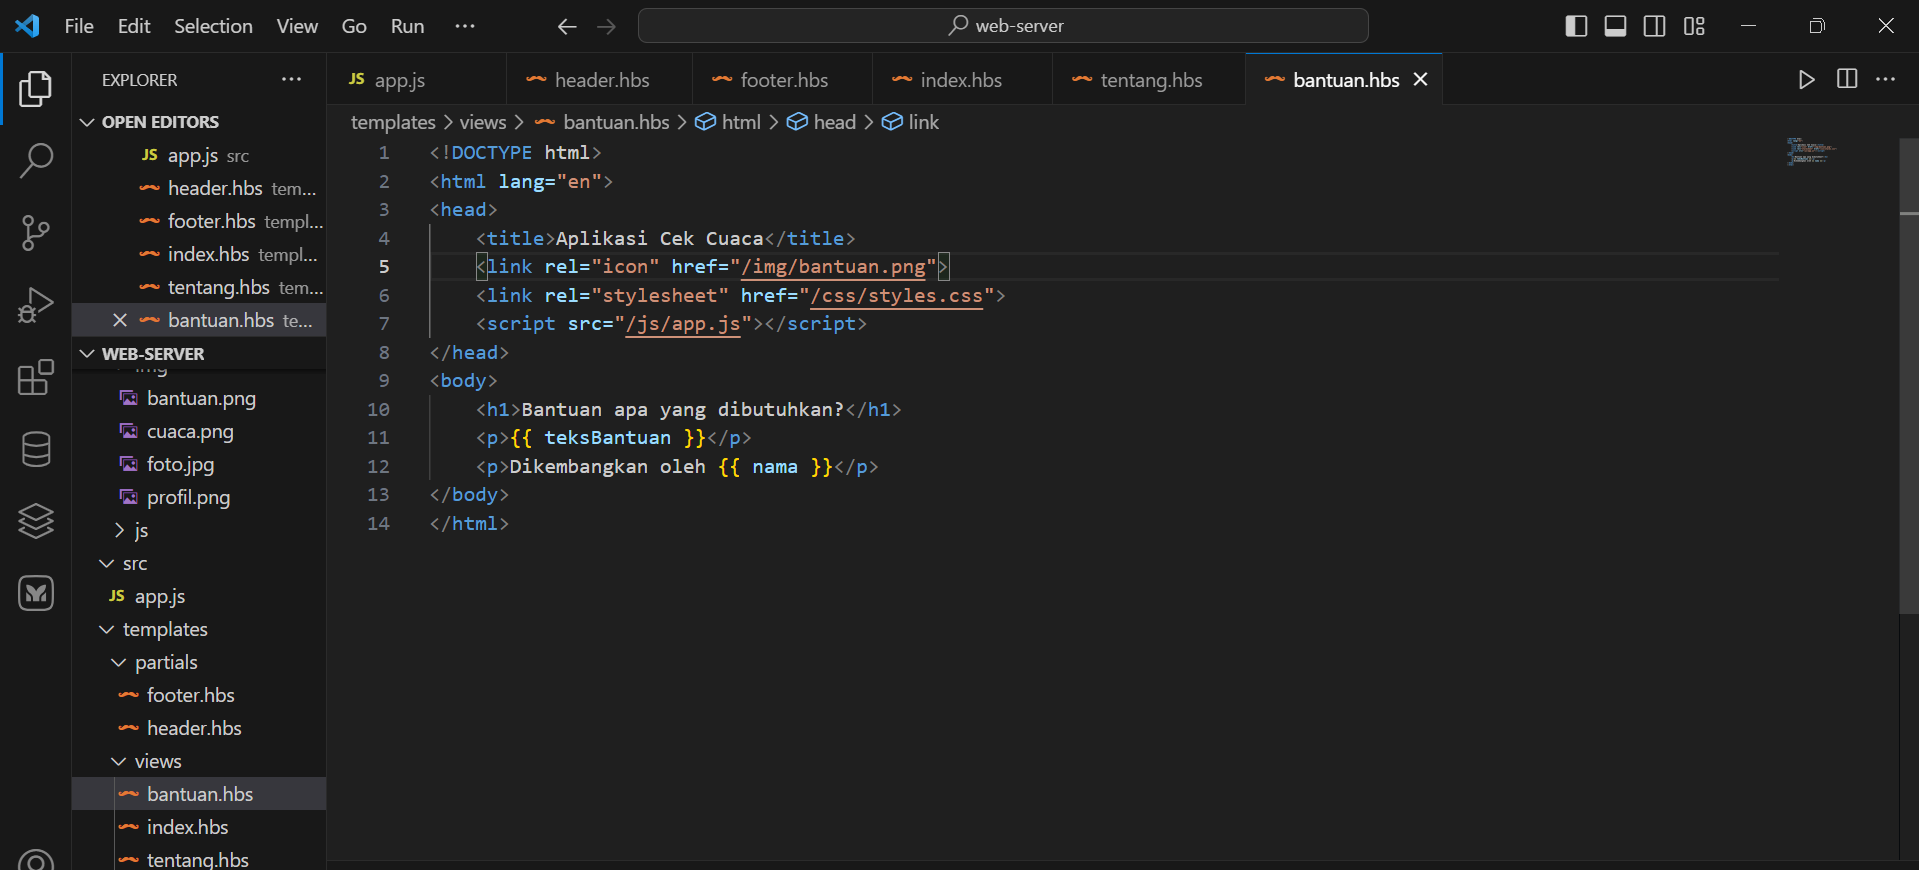 File Edit Selection View Go Run ··· web-server
EXPLORER ···
OPEN EDITORS
JS app.js src
header.hbs tem...
footer.hbs templ...
index.hbs templ...
tentang.hbs tem...
bantuan.hbs te...
WEB-SERVER
img
bantuan.png
cuaca.png
foto.jpg
profil.png
js
src
JS app.js
templates
partials
footer.hbs
header.hbs
views
bantuan.hbs
index.hbs
tentang.hbs
JS app.js header.hbs footer.hbs index.hbs tentang.hbs bantuan.hbs
templates > views > bantuan.hbs > html > head > link
1 <!DOCTYPE html>
2 <html lang="en">
3 <head>
4 <title>Aplikasi Cek Cuaca</title>
5 <link rel="icon" href="/img/bantuan.png">
6 <link rel="stylesheet" href="/css/styles.css">
7 <script src="/js/app.js"></script>
8 </head>
9 <body>
10 <h1>Bantuan apa yang dibutuhkan?</h1>
11 <p>{{ teksBantuan }}</p>
12 <p>Dikembangkan oleh {{ nama }}</p>
13 </body>
14 </html>